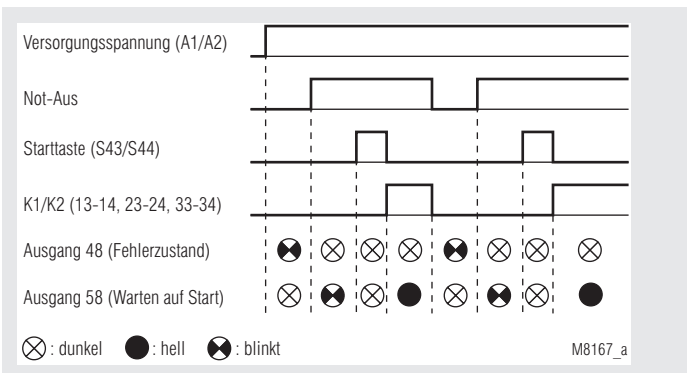 Versorgungsspannung (A1/A2)
Not-Aus
Starttaste (S43/S44)
K1/K2 (13-14, 23-24, 33-34)
Ausgang 48 (Fehlerzustand)
Ausgang 58 (Warten auf Start)
: dunkel : hell : blinkt
M8167_a